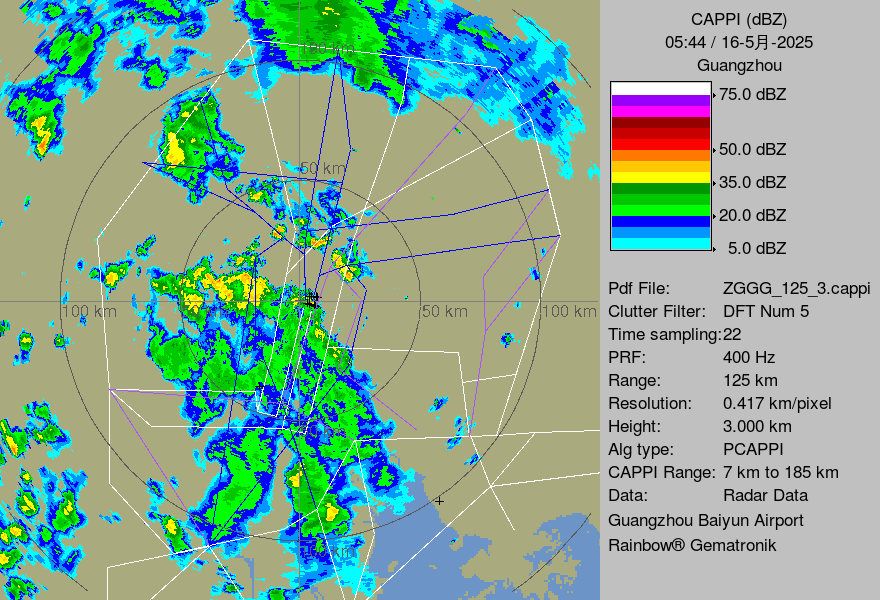 CAPPI (dBZ)
05:44 / 16-5月-2025
Guangzhou
75.0 dBZ
50.0 dBZ
35.0 dBZ
20.0 dBZ
5.0 dBZ
Pdf File: ZGGG_125_3.cappi
Clutter Filter: DFT Num 5
Time sampling:22
PRF: 400 Hz
Range: 125 km
Resolution: 0.417 km/pixel
Height: 3.000 km
Alg type: PCAPPI
CAPPI Range: 7 km to 185 km
Data: Radar Data
Guangzhou Baiyun Airport
Rainbow® Gematronik
100 km
50 km
100 km
50 km
100 km
100 km